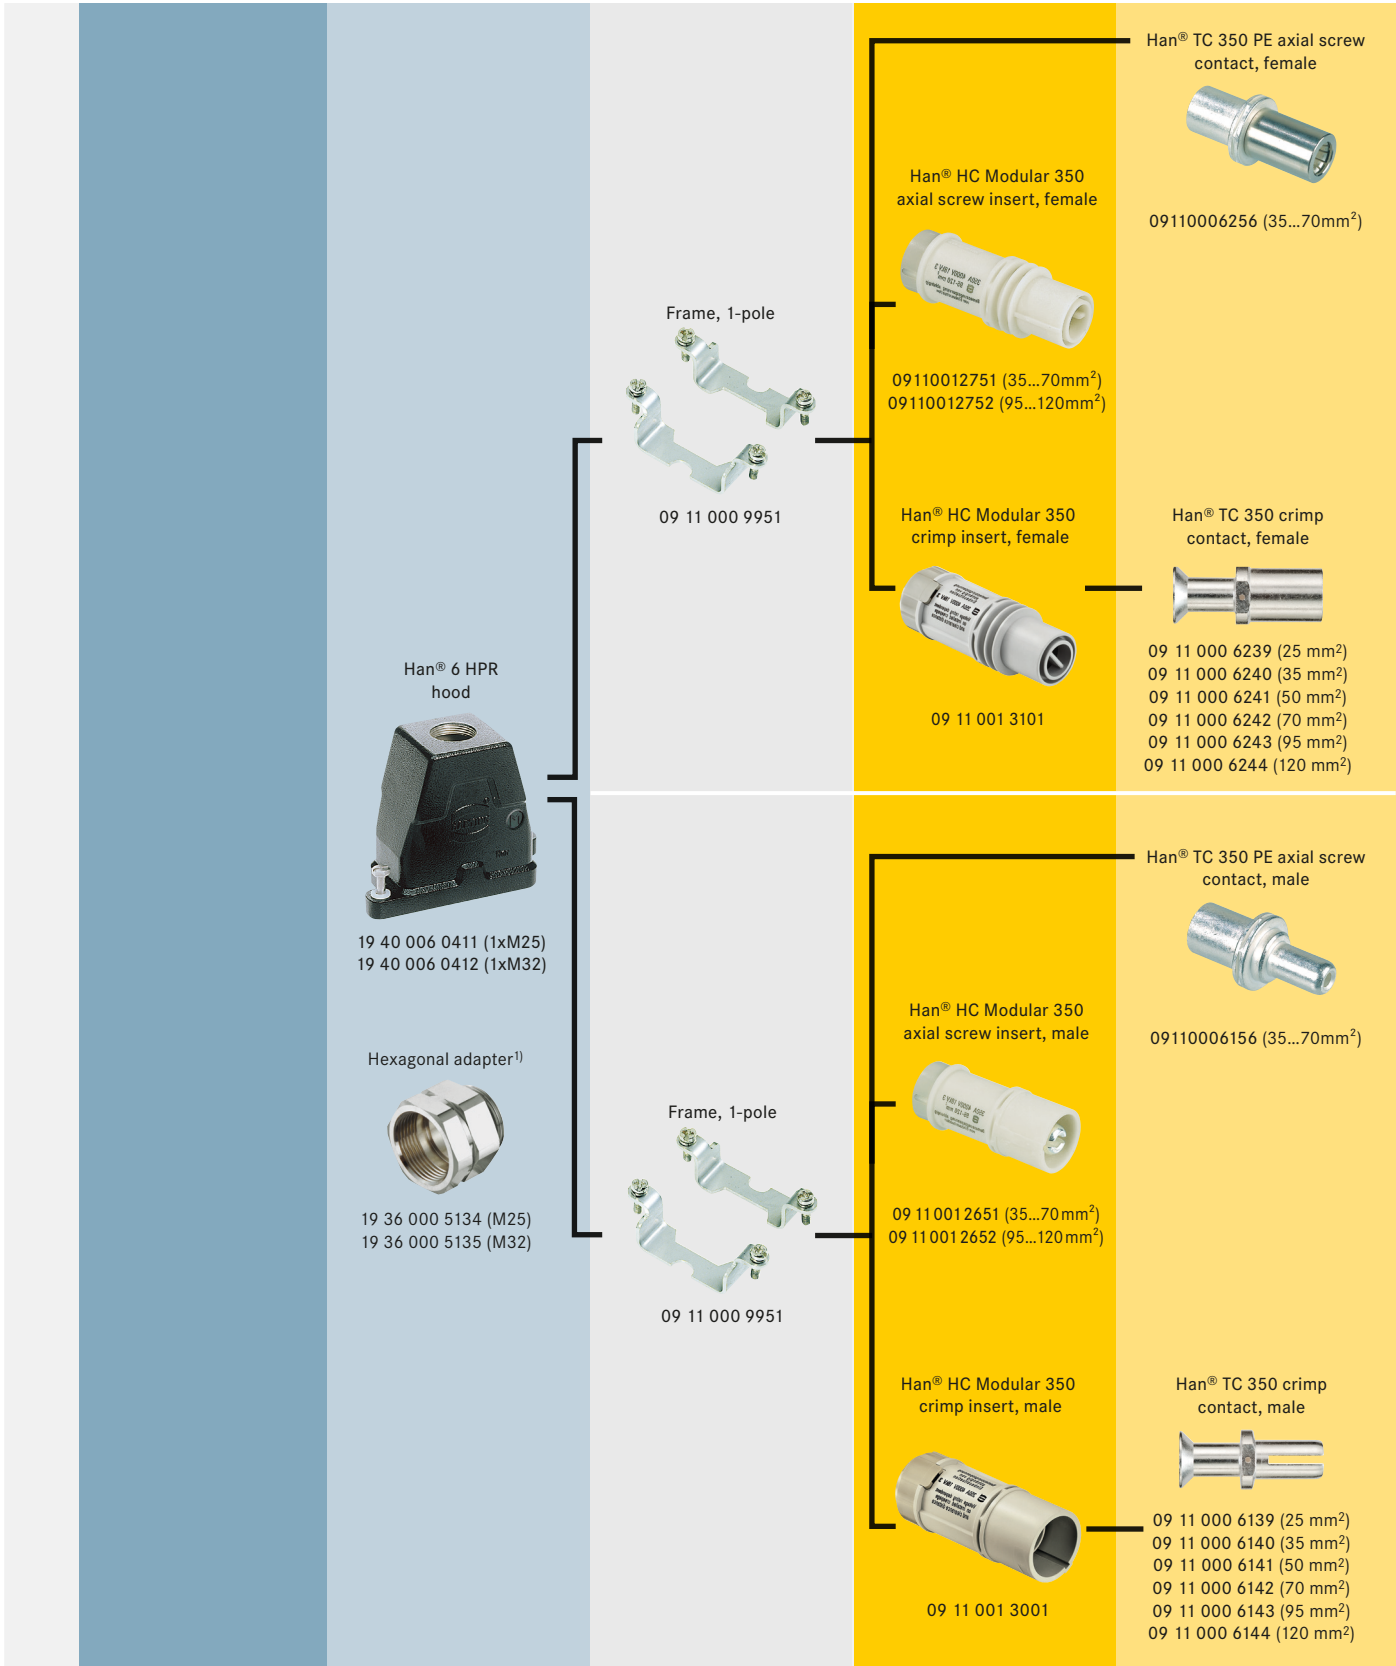 Han® TC 350 PE axial screw
contact, female
09110006256 (35...70mm²)
Han® HC Modular 350
axial screw insert, female
09110012751 (35...70mm²)
09110012752 (95...120mm²)
Frame, 1-pole
09 11 000 9951
Han® HC Modular 350
crimp insert, female
09 11 001 3101
Han® TC 350 crimp
contact, female
09 11 000 6239 (25 mm²)
09 11 000 6240 (35 mm²)
09 11 000 6241 (50 mm²)
09 11 000 6242 (70 mm²)
09 11 000 6243 (95 mm²)
09 11 000 6244 (120 mm²)
Han® 6 HPR
hood
19 40 006 0411 (1xM25)
19 40 006 0412 (1xM32)
Hexagonal adapter¹⁾
19 36 000 5134 (M25)
19 36 000 5135 (M32)
Han® TC 350 PE axial screw
contact, male
09110006156 (35...70mm²)
Han® HC Modular 350
axial screw insert, male
09 11 001 2651 (35...70 mm²)
09 11 001 2652 (95...120 mm²)
Frame, 1-pole
09 11 000 9951
Han® HC Modular 350
crimp insert, male
09 11 001 3001
Han® TC 350 crimp
contact, male
09 11 000 6139 (25 mm²)
09 11 000 6140 (35 mm²)
09 11 000 6141 (50 mm²)
09 11 000 6142 (70 mm²)
09 11 000 6143 (95 mm²)
09 11 000 6144 (120 mm²)